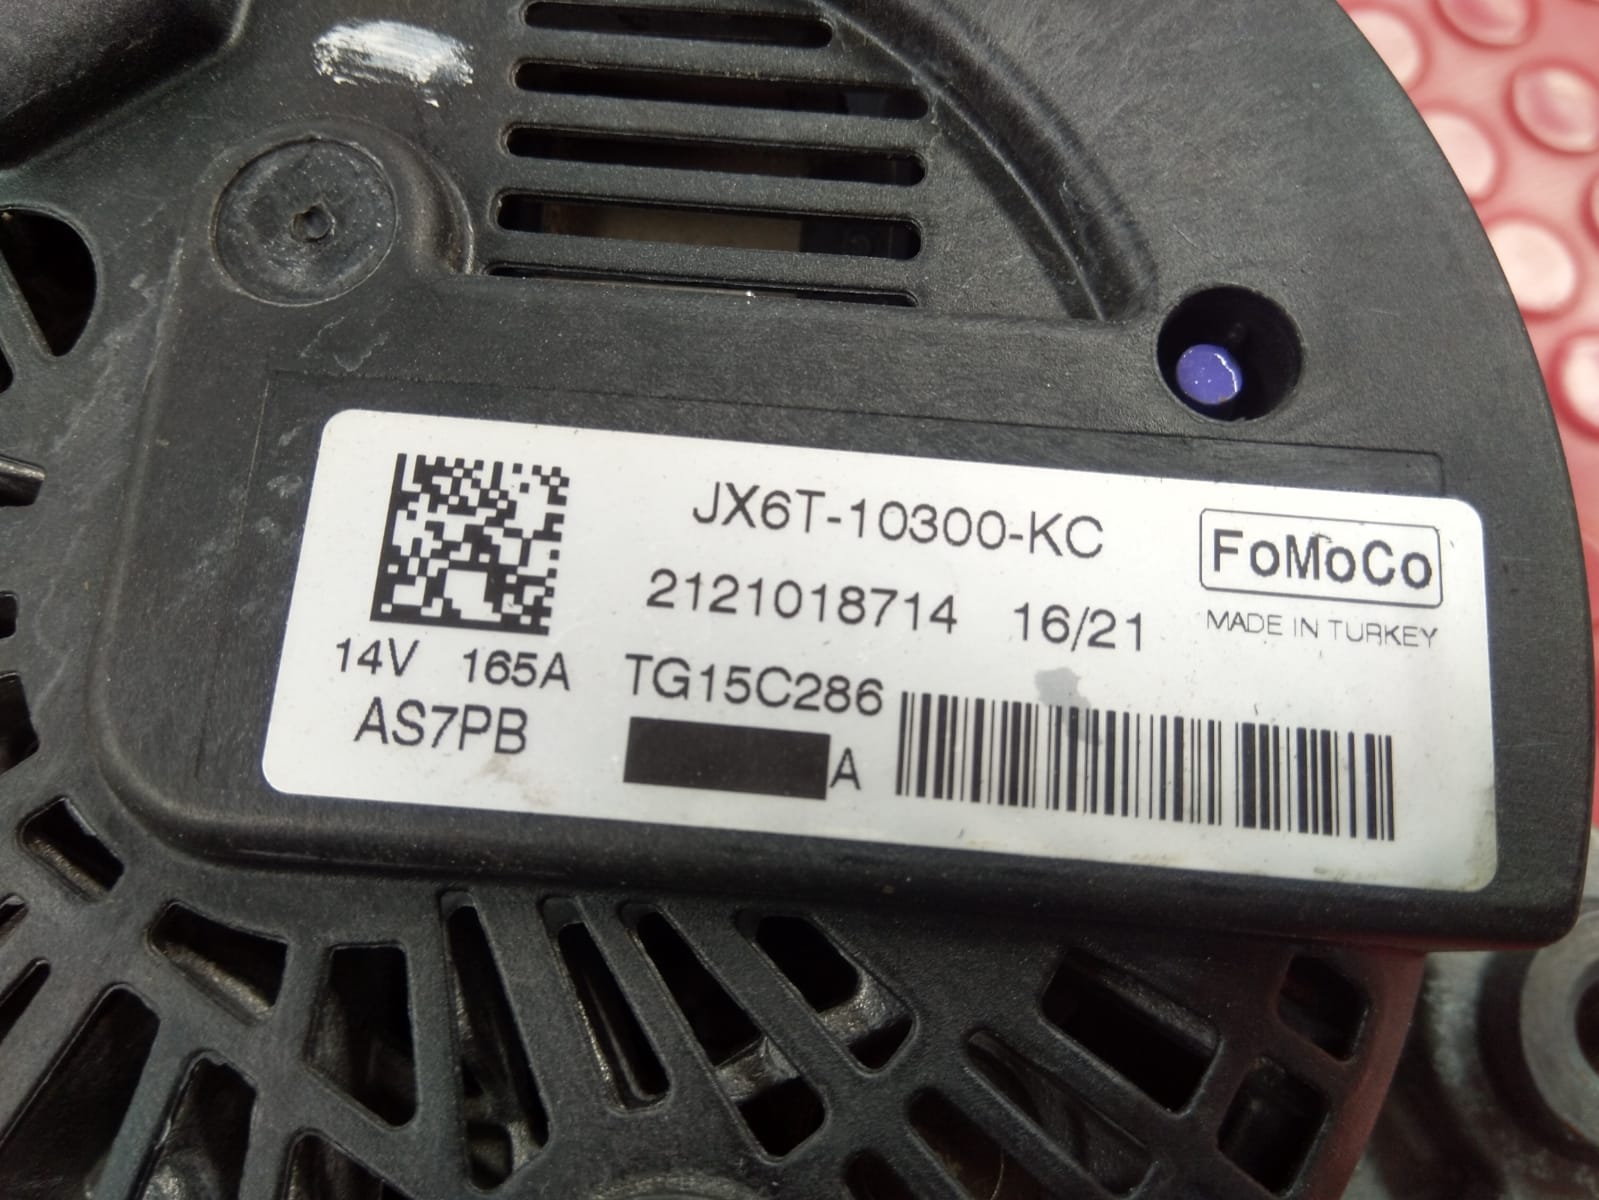 JX6T-10300-KC
FoMoCo
2121018714 16/21
MADE IN TURKEY
14V 165A TG15C286
AS7PB
A